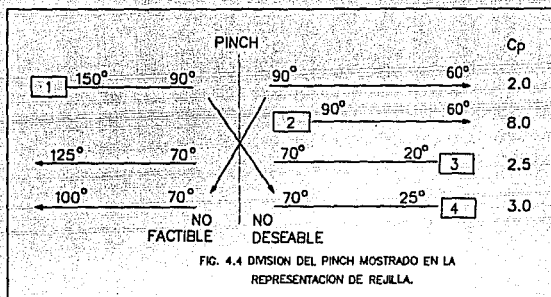 PINCH
Cp
1 150° 90° 90° 60° 2.0
2 90° 60° 8.0
125° 70° 70° 20° 3 2.5
100° 70° 70° 25° 4 3.0
NO FACTIBLE
NO DESEABLE
FIG. 4.4 DIVISION DEL PINCH MOSTRADO EN LA
REPRESENTACION DE REJILLA.